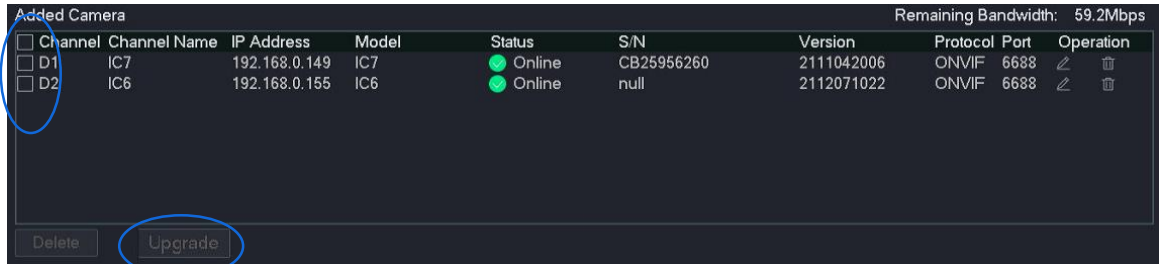 Added Camera Remaining Bandwidth: 59.2Mbps
Channel Channel Name IP Address Model Status S/N Version Protocol Port Operation
D1 IC7 192.168.0.149 IC7 Online CB25956260 2111042006 ONVIF 6688
D2 IC6 192.168.0.155 IC6 Online null 2112071022 ONVIF 6688
Delete Upgrade